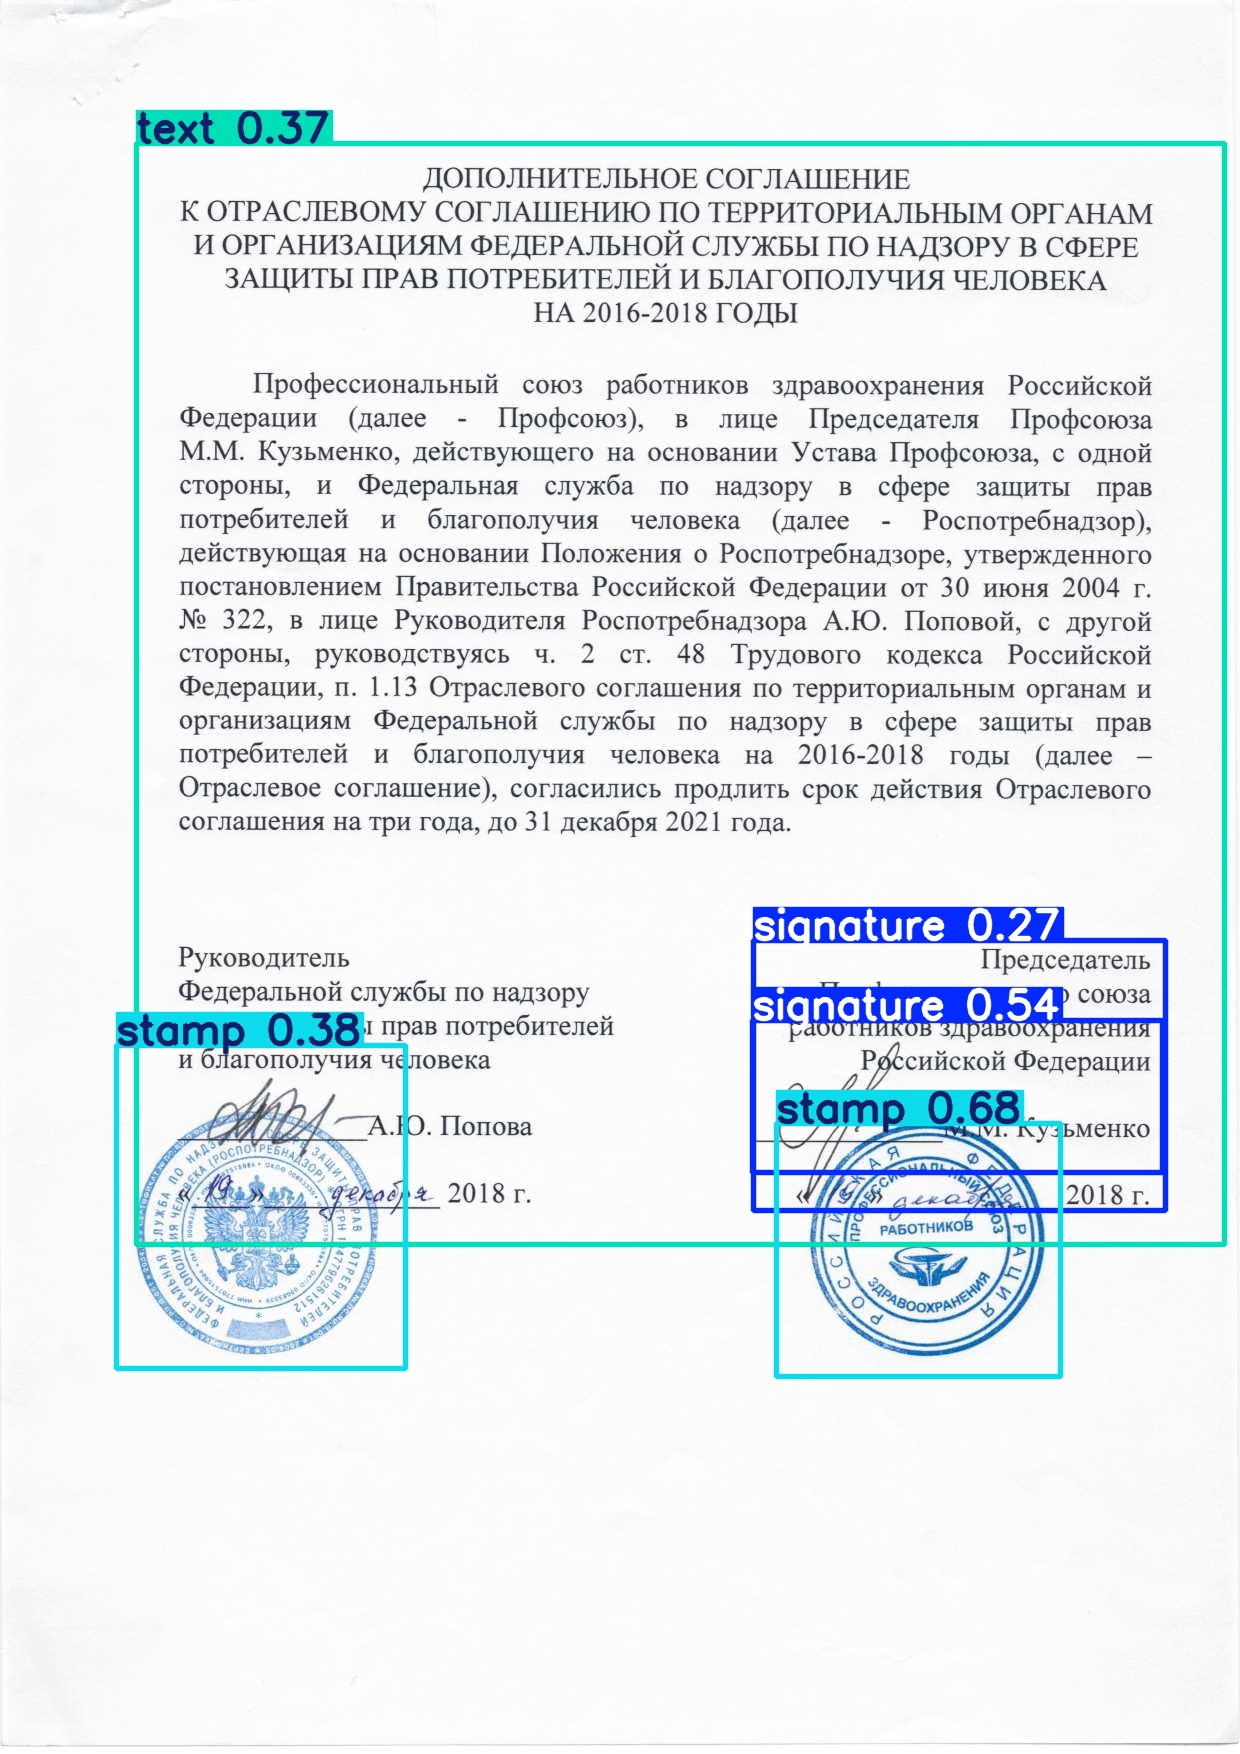 text 0.37
ДОПОЛНИТЕЛЬНОЕ СОГЛАШЕНИЕ
К ОТРАСЛЕВОМУ СОГЛАШЕНИЮ ПО ТЕРРИТОРИАЛЬНЫМ ОРГАНАМ
И ОРГАНИЗАЦИЯМ ФЕДЕРАЛЬНОЙ СЛУЖБЫ ПО НАДЗОРУ В СФЕРЕ
ЗАЩИТЫ ПРАВ ПОТРЕБИТЕЛЕЙ И БЛАГОПОЛУЧИЯ ЧЕЛОВЕКА
НА 2016-2018 ГОДЫ
Профессиональный союз работников здравоохранения Российской
Федерации (далее - Профсоюз), в лице Председателя Профсоюза
М.М. Кузьменко, действующего на основании Устава Профсоюза, с одной
стороны, и Федеральная служба по надзору в сфере защиты прав
потребителей и благополучия человека (далее - Роспотребнадзор),
действующая на основании Положения о Роспотребнадзоре, утвержденного
постановлением Правительства Российской Федерации от 30 июня 2004 г.
№ 322, в лице Руководителя Роспотребнадзора А.Ю. Поповой, с другой
стороны, руководствуясь ч. 2 ст. 48 Трудового кодекса Российской
Федерации, п. 1.13 Отраслевого соглашения по территориальным органам и
организациям Федеральной службы по надзору в сфере защиты прав
потребителей и благополучия человека на 2016-2018 годы (далее –
Отраслевое соглашение), согласились продлить срок действия Отраслевого
соглашения на три года, до 31 декабря 2021 года.
Руководитель
Федеральной службы по надзору
прав потребителей
и благополучия человека
stamp 0.38
А.Ю. Попова
«19» декабря 2018 г.
ФЕДЕРАЛЬНАЯ СЛУЖБА ПО НАДЗОРУ В СФЕРЕ ЗАЩИТЫ ПРАВ ПОТРЕБИТЕЛЕЙ
И БЛАГОПОЛУЧИЯ ЧЕЛОВЕКА (РОСПОТРЕБНАДЗОР)
signature 0.27
Председатель
союза
signature 0.54
работников здравоохранения
Российской Федерации
stamp 0.68
М.М. Кузьменко
« » декабря 2018 г.
РОССИЙСКАЯ ФЕДЕРАЦИЯ
ПРОФЕССИОНАЛЬНЫЙ СОЮЗ
РАБОТНИКОВ
ЗДРАВООХРАНЕНИЯ